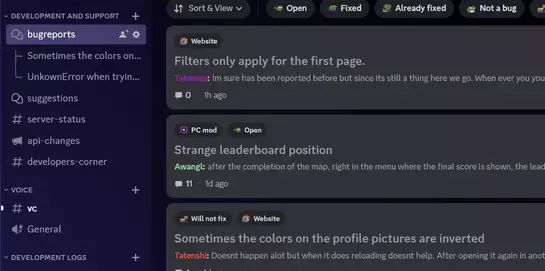 DEVELOPMENT AND SUPPORT
bugreports
Sometimes the colors on...
UnkownError when tryin...
suggestions
server-status
api-changes
developers-corner
VOICE
vc
General
DEVELOPMENT LOGS
Sort & View
Open
Fixed
Already fixed
Not a bug
Website
Filters only apply for the first page.
Im sure has been reported before but since its still a thing here we go. When ever you you
0 1h ago
PC mod Open
Strange leaderboard position
Awangl: after the completion of the map, right in the menu where the final score is shown, the lead
11 1d ago
Will not fix Website
Sometimes the colors on the profile pictures are inverted
Tatenshi: Doesnt happen alot but when it does reloading doesnt help. After opening it again in anot